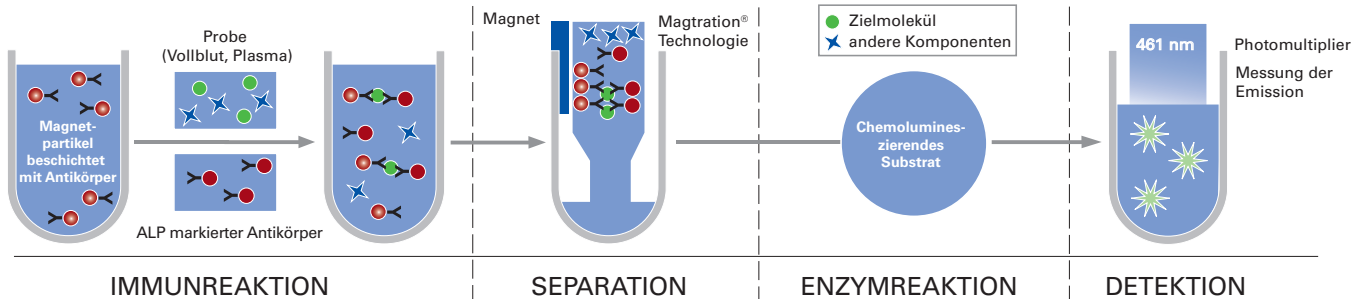 Probe
(Vollblut, Plasma)
Magnet-
partikel
beschichtet
mit Antikörper
ALP markierter Antikörper
Magnet
Magtration®
Technologie
Zielmolekül
andere Komponenten
Chemolumines-
zierendes
Substrat
461 nm
Photomultiplier
Messung der
Emission
IMMUNREAKTION
SEPARATION
ENZYMREAKTION
DETEKTION